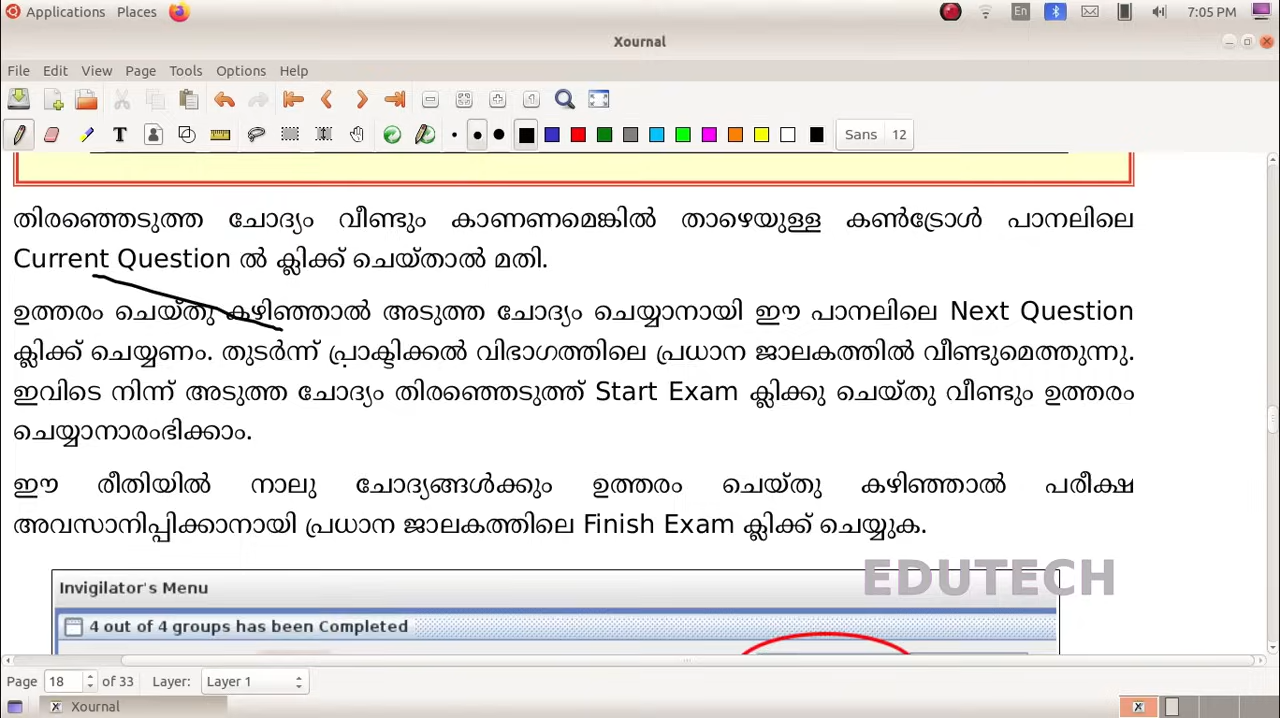 Applications Places En 7:05 PM
Xournal
File Edit View Page Tools Options Help
T Sans 12
തിരഞ്ഞെടുത്ത ചോദ്യം വീണ്ടും കാണണമെങ്കിൽ താഴെയുള്ള കൺട്രോൾ പാനലിലെ
Current Question ൽ ക്ലിക്ക് ചെയ്താൽ മതി.
ഉത്തരം ചെയ്തു കഴിഞ്ഞാൽ അടുത്ത ചോദ്യം ചെയ്യാനായി ഈ പാനലിലെ Next Question
ക്ലിക്ക് ചെയ്യണം. തുടർന്ന് പ്രാക്ടിക്കൽ വിഭാഗത്തിലെ പ്രധാന ജാലകത്തിൽ വീണ്ടുമെത്തുന്നു.
ഇവിടെ നിന്ന് അടുത്ത ചോദ്യം തിരഞ്ഞെടുത്ത് Start Exam ക്ലിക്കു ചെയ്തു വീണ്ടും ഉത്തരം
ചെയ്യാനാരംഭിക്കാം.
ഈ രീതിയിൽ നാലു ചോദ്യങ്ങൾക്കും ഉത്തരം ചെയ്തു കഴിഞ്ഞാൽ പരീക്ഷ
അവസാനിപ്പിക്കാനായി പ്രധാന ജാലകത്തിലെ Finish Exam ക്ലിക്ക് ചെയ്യുക.
EDUTECH
Invigilator's Menu
4 out of 4 groups has been Completed
Page 18 of 33 Layer: Layer 1
Xournal